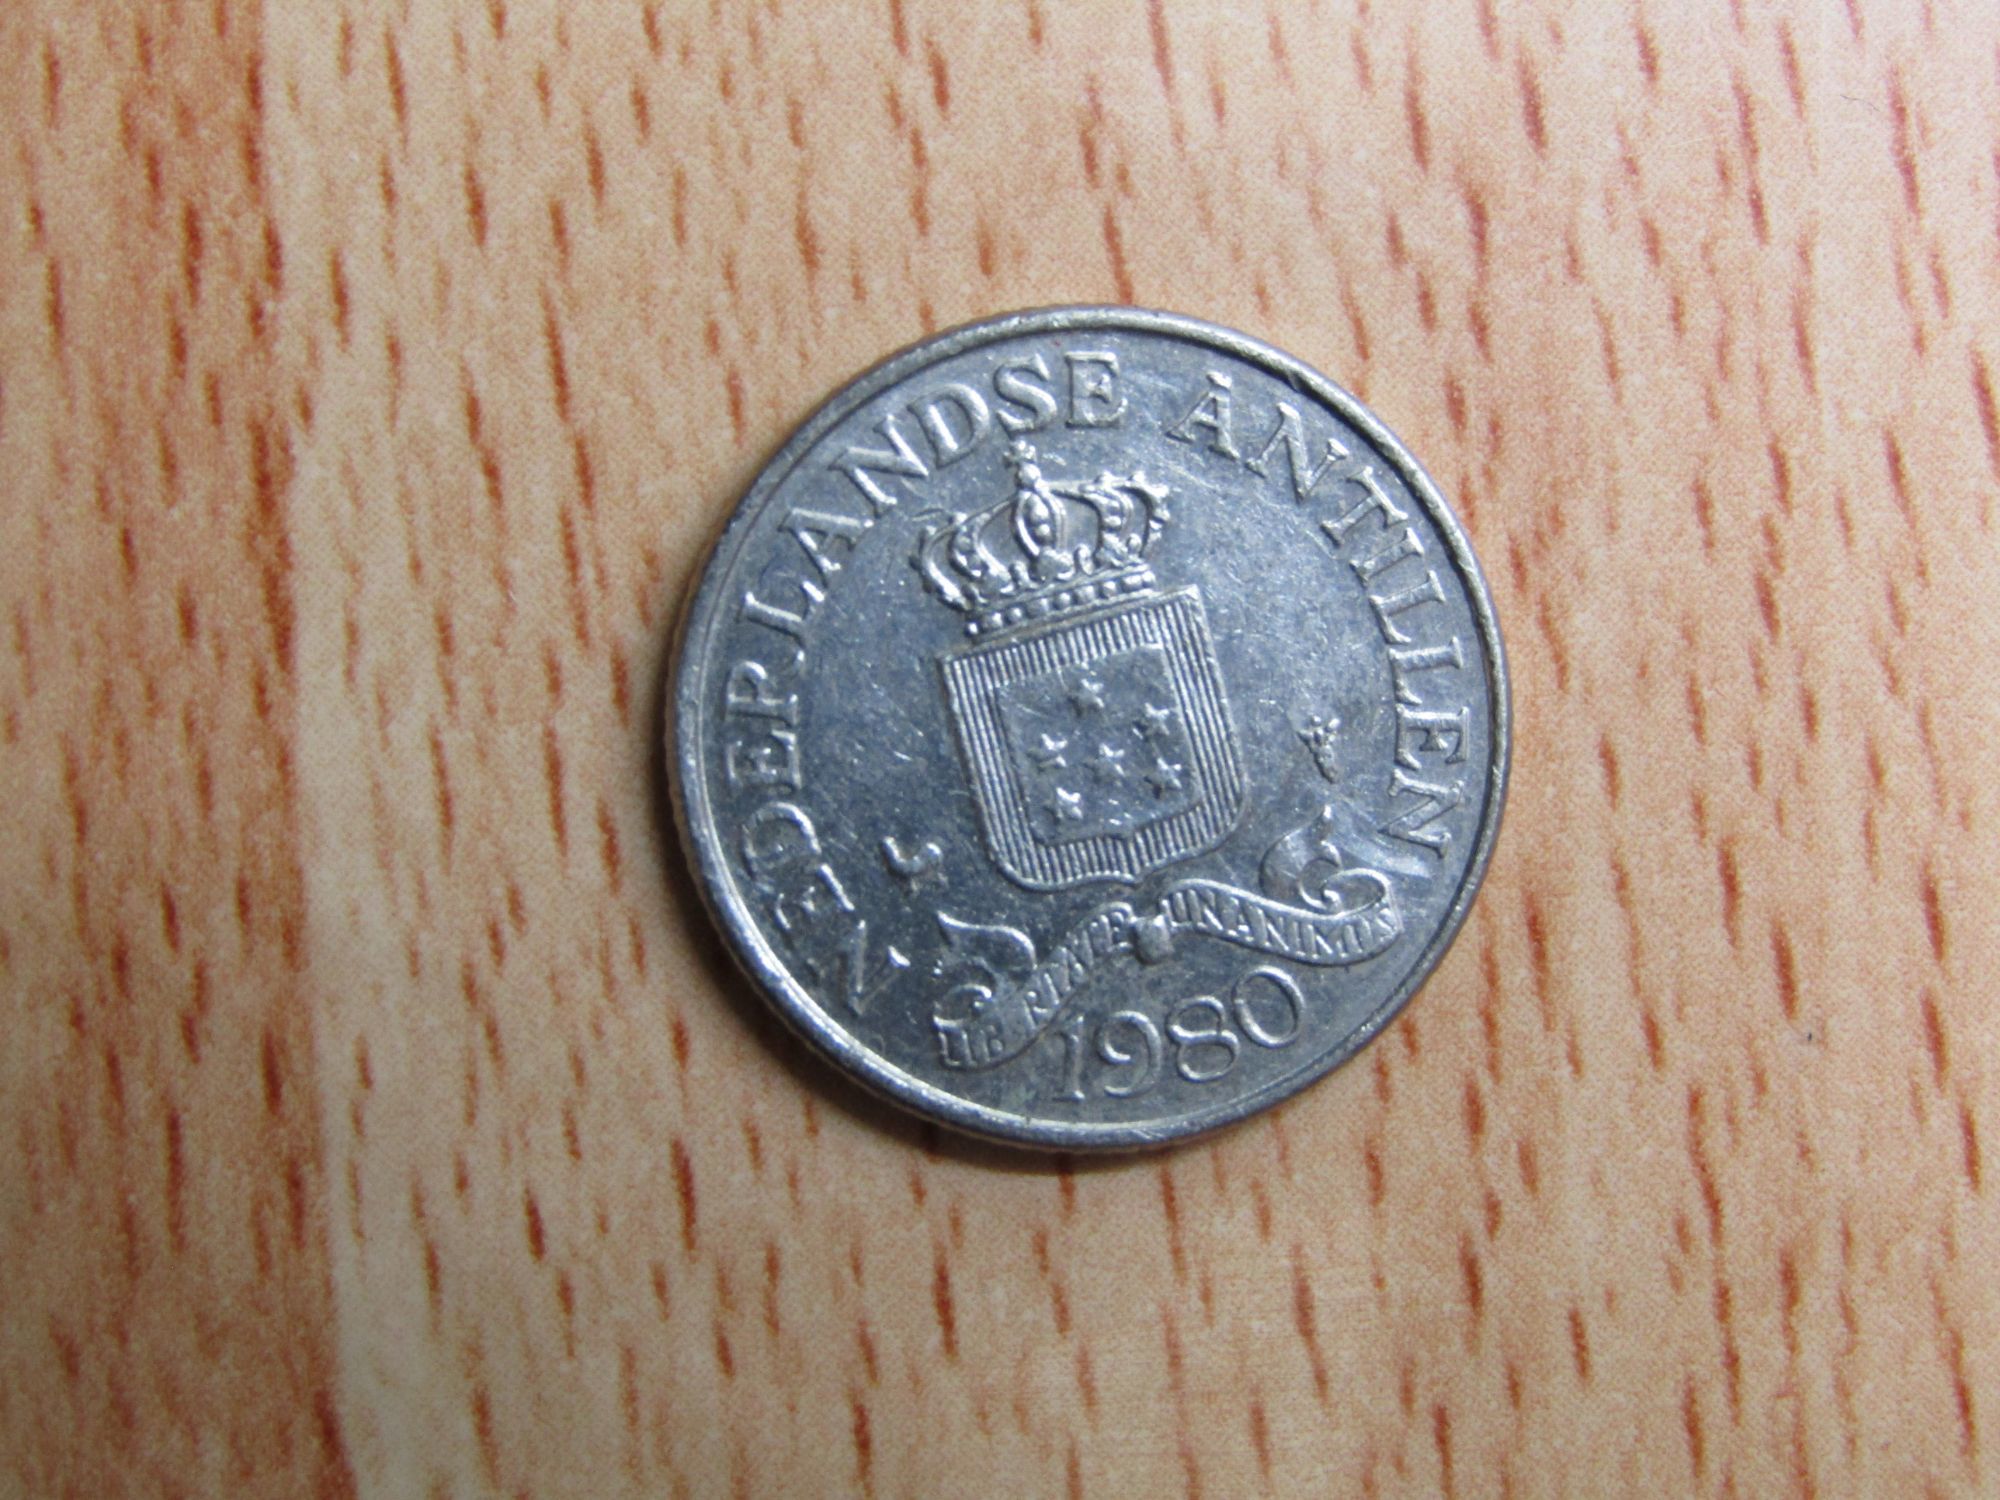 NEDERLANDSE ANTILLEN
LIBERTATE UNANIMUS
1980